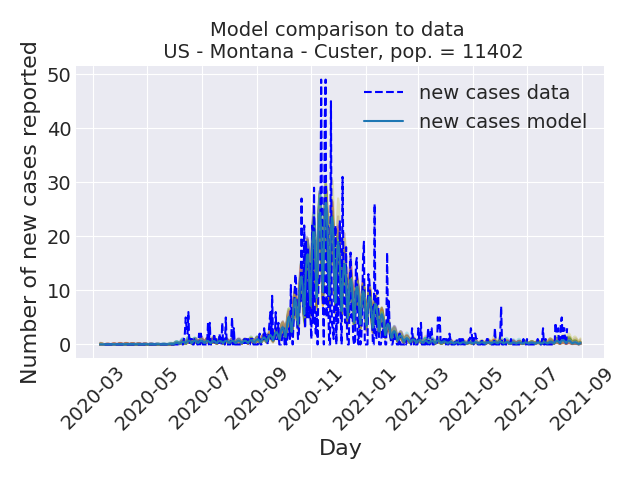 Model comparison to data
US - Montana - Custer, pop. = 11402
Number of new cases reported
50
40
30
20
10
0
new cases data
new cases model
2020-03
2020-05
2020-07
2020-09
2020-11
2021-01
2021-03
2021-05
2021-07
2021-09
Day